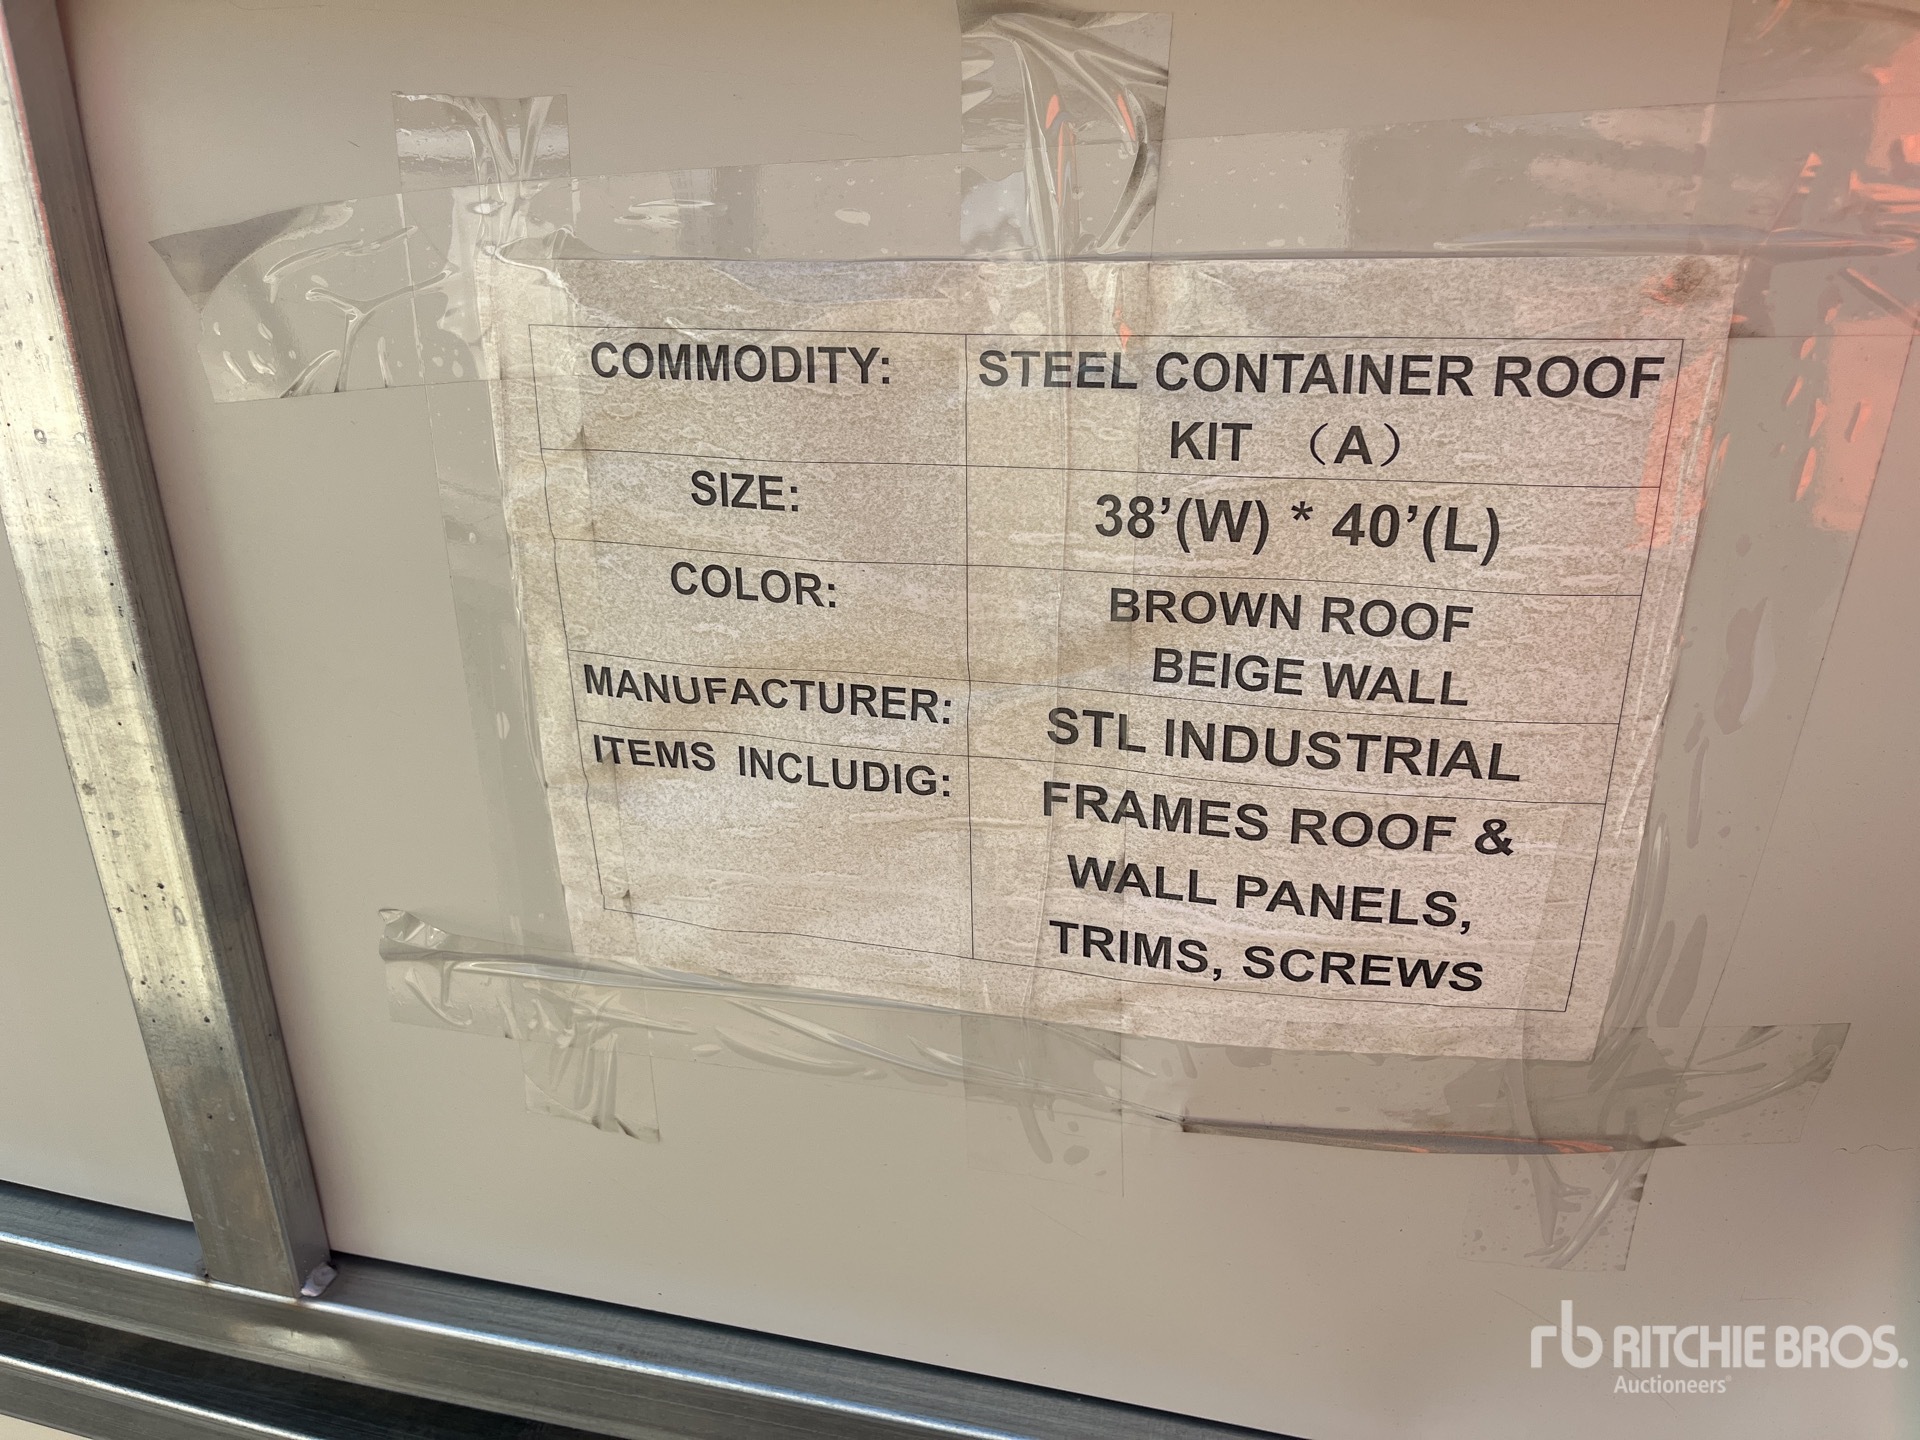 COMMODITY: STEEL CONTAINER ROOF
KIT （A）
SIZE: 38’(W) * 40’(L)
COLOR: BROWN ROOF
BEIGE WALL
MANUFACTURER: STL INDUSTRIAL
ITEMS INCLUDIG: FRAMES ROOF &
WALL PANELS,
TRIMS, SCREWS
rb RITCHIE BROS.
Auctioneers